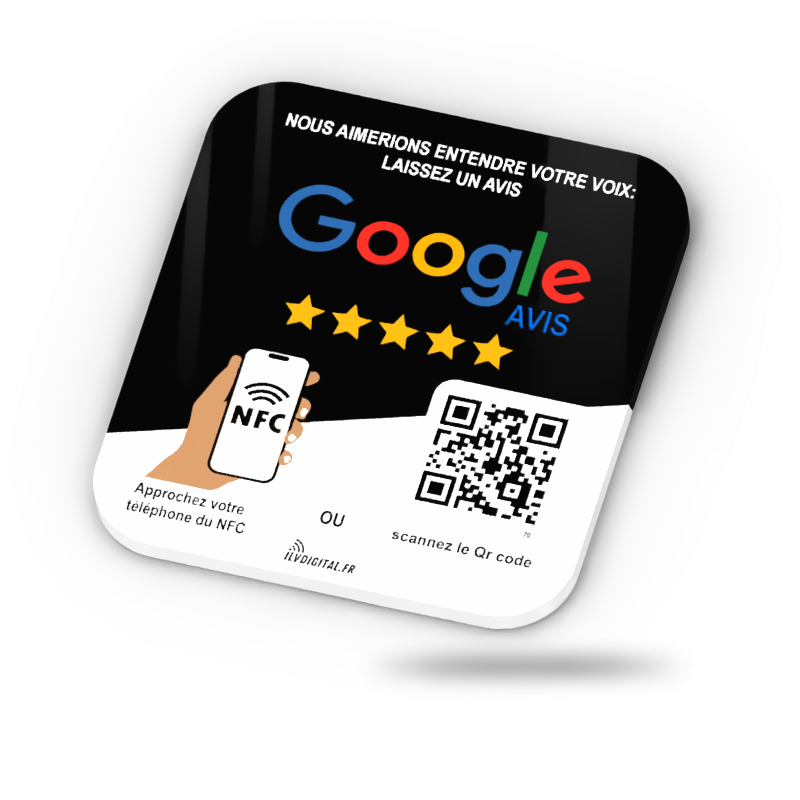 NOUS AIMERIONS ENTENDRE VOTRE VOIX:
LAISSEZ UN AVIS
Google
AVIS
NFC
Approchez votre
téléphone du NFC
OU
scannez le Qr code
70
ILVDIGITAL.FR